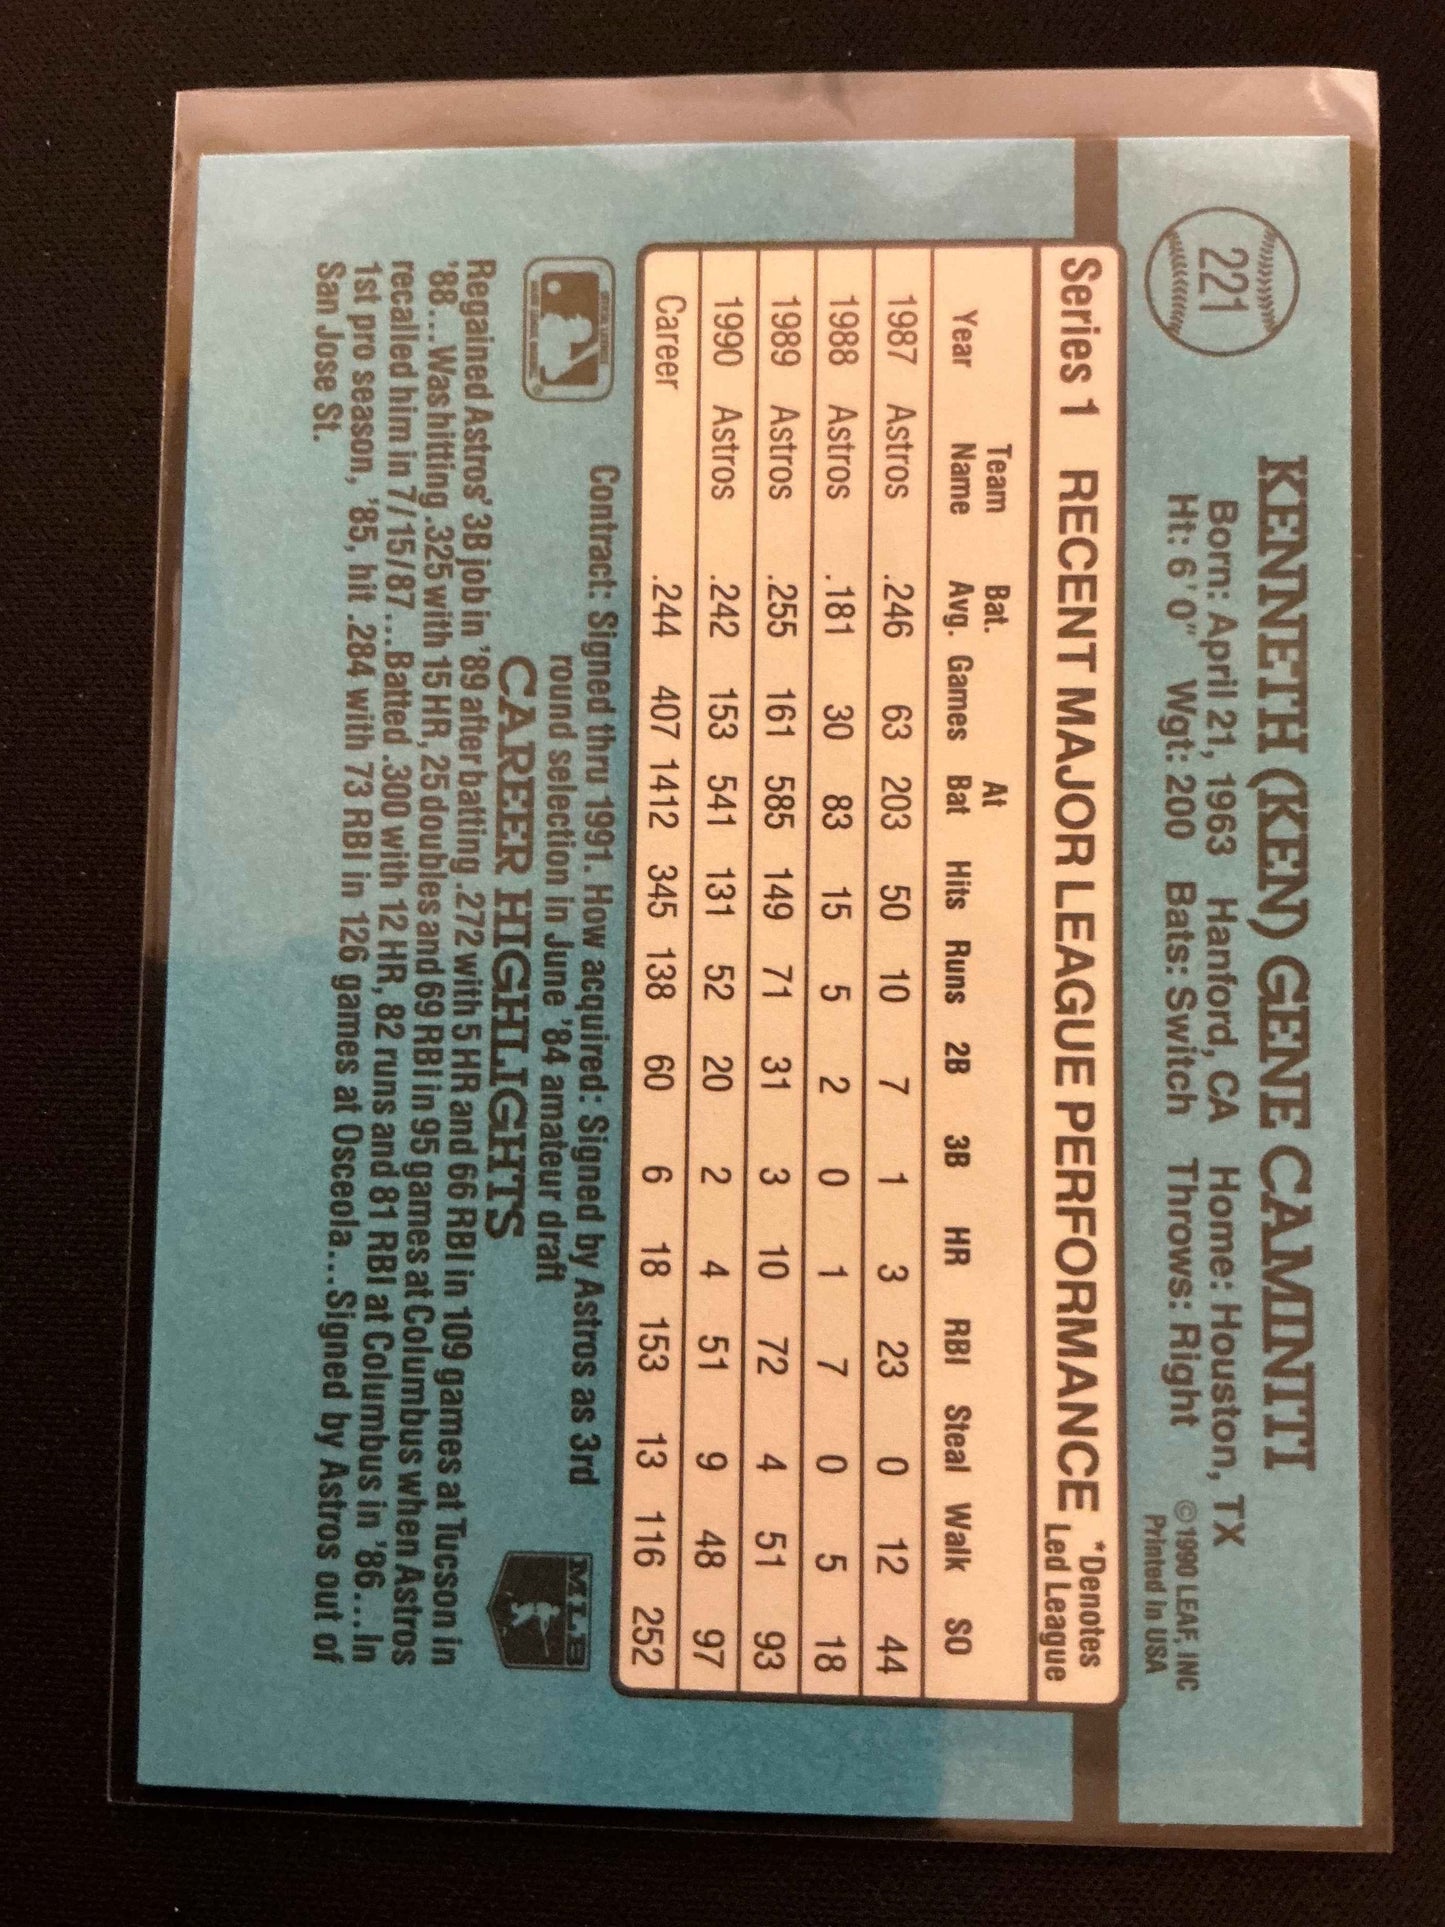 221
KENNETH (KEN) GENE CAMINITI
Born: April 21, 1963 Hanford, CA Home: Houston, TX
Ht: 6'0" Wgt: 200 Bats: Switch Throws: Right
© 1990 LEAF, INC
Printed in USA
Series 1 RECENT MAJOR LEAGUE PERFORMANCE *Denotes Led League
Year Team Name Bat. Avg. Games At Bat Hits Runs 2B 3B HR RBI Steal Walk SO
1987 Astros .246 63 203 50 10 7 1 3 23 0 12 44
1988 Astros .181 30 83 15 5 2 0 1 7 0 5 18
1989 Astros .255 161 585 149 71 31 3 10 72 4 51 93
1990 Astros .242 153 541 131 52 20 2 4 51 9 48 97
Career .244 407 1412 345 138 60 6 18 153 13 116 252
Contract: Signed thru 1991. How acquired: Signed by Astros as 3rd
round selection in June '84 amateur draft
MLB
CAREER HIGHLIGHTS
Regained Astros' 3B job in '89 after batting .272 with 5 HR and 66 RBI in 109 games at Tucson in
'88...Was hitting .325 with 15 HR, 25 doubles and 69 RBI in 95 games at Columbus when Astros
recalled him in 7/15/87...Batted .300 with 12 HR, 82 runs and 81 RBI at Columbus in '86...In
1st pro season, '85, hit .284 with 73 RBI in 126 games at Osceola...Signed by Astros out of
San Jose St.